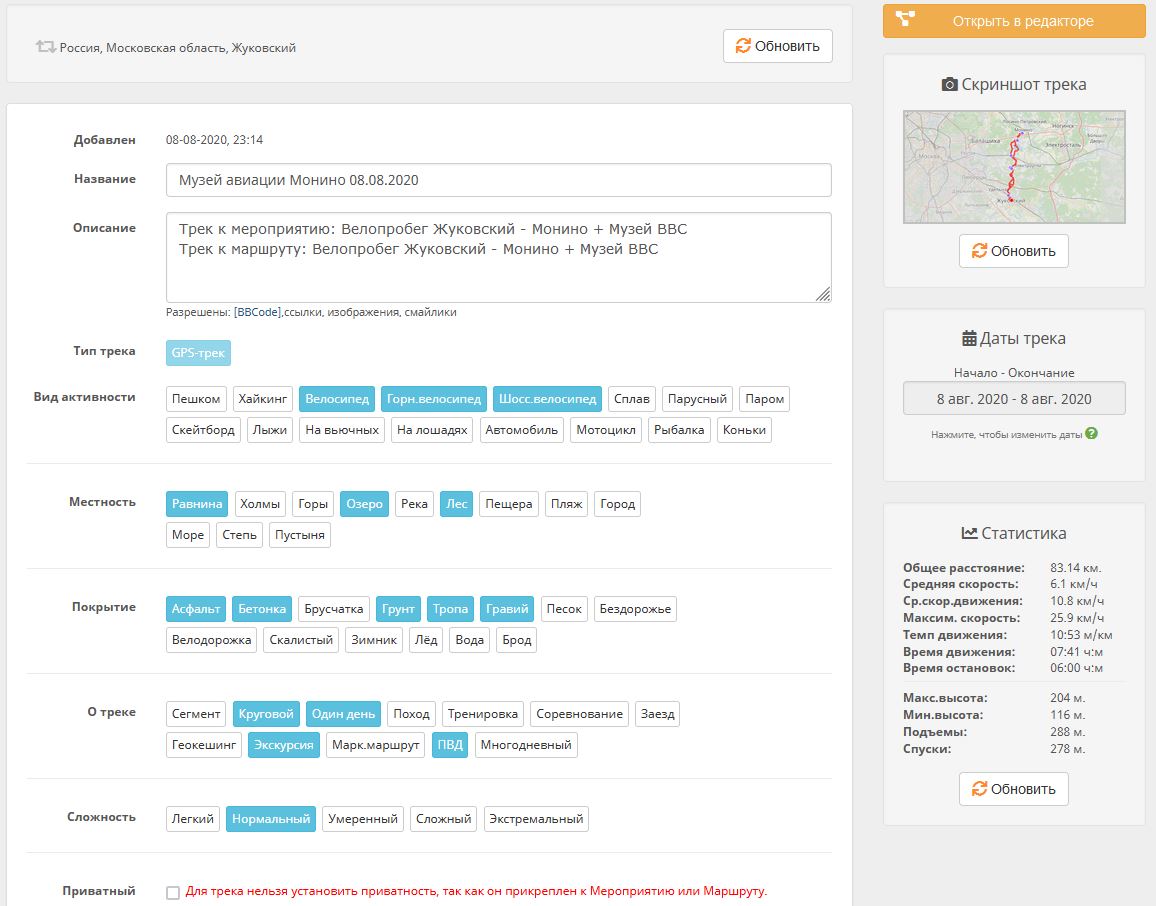 Россия, Московская область, Жуковский
Обновить
Добавлен 08-08-2020, 23:14
Название Музей авиации Монино 08.08.2020
Описание Трек к мероприятию: Велопробег Жуковский - Монино + Музей ВВС
Трек к маршруту: Велопробег Жуковский - Монино + Музей ВВС
Разрешены: [BBCode],ссылки, изображения, смайлики
Тип трека GPS-трек
Вид активности Пешком Хайкинг Велосипед Горн.велосипед Шосс.велосипед Сплав Парусный Паром
Скейтборд Лыжи На вьючных На лошадях Автомобиль Мотоцикл Рыбалка Коньки
Местность Равнина Холмы Горы Озеро Река Лес Пещера Пляж Город
Море Степь Пустыня
Покрытие Асфальт Бетонка Брусчатка Грунт Тропа Гравий Песок Бездорожье
Велодорожка Скалистый Зимник Лёд Вода Брод
О треке Сегмент Круговой Один день Поход Тренировка Соревнование Заезд
Геокешинг Экскурсия Марк.маршрут ПВД Многодневный
Сложность Легкий Нормальный Умеренный Сложный Экстремальный
Приватный Для трека нельзя установить приватность, так как он прикреплен к Мероприятию или Маршруту.
Открыть в редакторе
Скриншот трека
Монино
Ногинск
Балашиха
Электросталь
Москва
Жуковский
Обновить
Даты трека
Начало - Окончание
8 авг. 2020 - 8 авг. 2020
Нажмите, чтобы изменить даты ?
Статистика
Общее расстояние: 83.14 км.
Средняя скорость: 6.1 км/ч
Ср.скор.движения: 10.8 км/ч
Максим. скорость: 25.9 км/ч
Темп движения: 10:53 м/км
Время движения: 07:41 ч:м
Время остановок: 06:00 ч:м
Макс.высота: 204 м.
Мин.высота: 116 м.
Подъемы: 288 м.
Спуски: 278 м.
Обновить